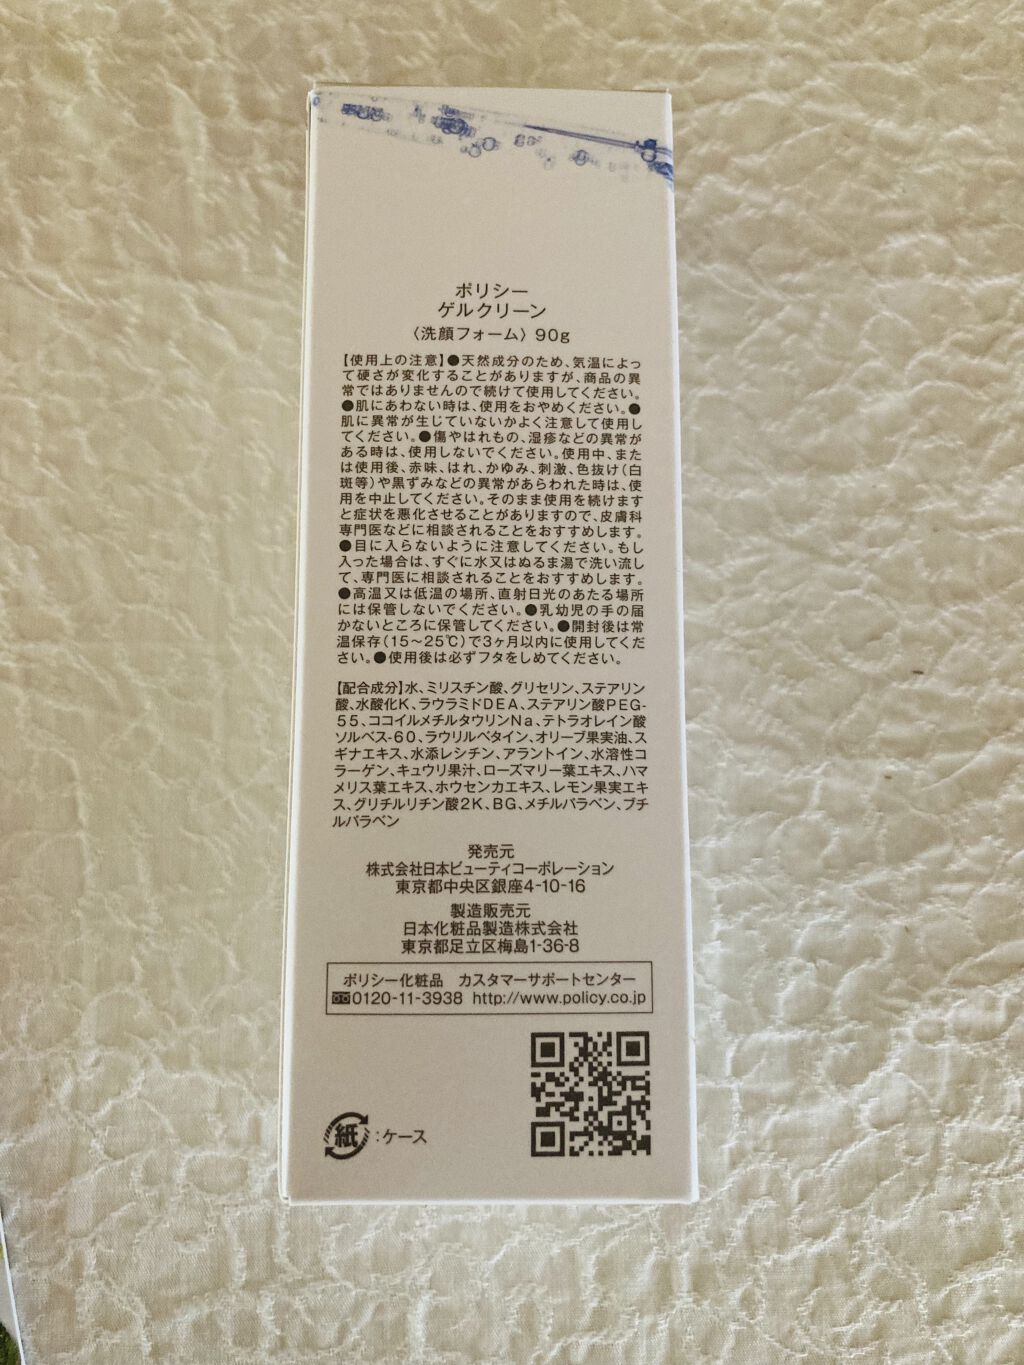 ポリシー
ゲルクリーン
〈洗顔フォーム〉90g
【使用上の注意】●天然成分のため、気温によっ
て硬さが変化することがありますが、商品の異
常ではありませんので続けて使用してください。
●肌にあわない時は、使用をおやめください。●
肌に異常が生じていないかよく注意して使用し
てください。●傷やはれもの、湿疹などの異常が
ある時は、使用しないでください。使用中、また
は使用後、赤味、はれ、かゆみ、刺激、色抜け(白
斑等)や黒ずみなどの異常があらわれた時は、使
用を中止してください。そのまま使用を続けます
と症状を悪化させることがありますので、皮膚科
専門医などに相談されることをおすすめします。
●目に入らないように注意してください。もし
入った場合は、すぐに水又はぬるま湯で洗い流し
て、専門医に相談されることをおすすめします。
●高温又は低温の場所、直射日光のあたる場所
には保管しないでください。●乳幼児の手の届
かないところに保管してください。●開封後は常
温保存(15〜25℃)で3ヶ月以内に使用してくだ
さい。●使用後は必ずフタをしめてください。
【配合成分】水、ミリスチン酸、グリセリン、ステアリン
酸、水酸化K、ラウラミドDEA、ステアリン酸PEG-
55、ココイルメチルタウリンNa、テトラオレイン酸
ソルベス-60、ラウリルベタイン、オリーブ果実油、ス
ギナエキス、水添レシチン、アラントイン、水溶性コ
ラーゲン、キュウリ果汁、ローズマリー葉エキス、ハマ
メリス葉エキス、ホウセンカエキス、レモン果実エキ
ス、グリチルリチン酸2K、BG、メチルパラベン、ブチ
ルパラベン
発売元
株式会社日本ビューティコーポレーション
東京都中央区銀座4-10-16
製造販売元
日本化粧品製造株式会社
東京都足立区梅島1-36-8
ポリシー化粧品 カスタマーサポートセンター
0120-11-3938 http://www.policy.co.jp
紙:ケース